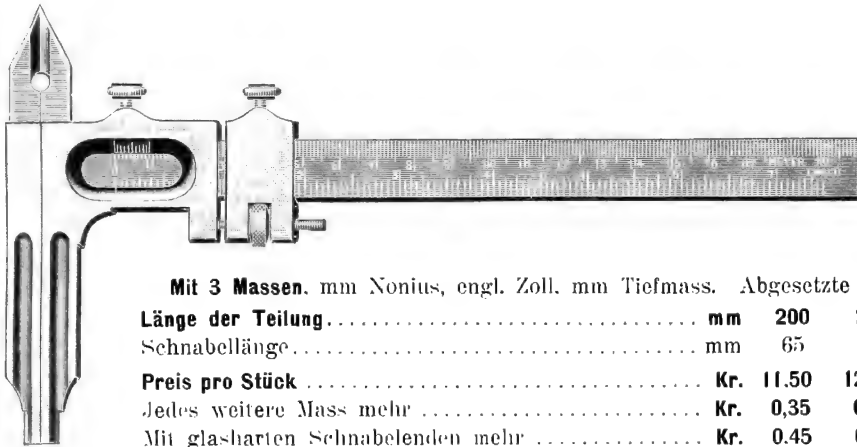 Mit 3 Massen, mm Nonius, engl. Zoll. mm Tiefmass. Abgesetzte
Länge der Teilung ................................ mm 200
Schnabellänge .................................... mm 65
Preis pro Stück .................................. Kr. 11.50
Jedes weitere Mass mehr .......................... Kr. 0,35
Mit glasharten Schnabelenden mehr ................ Kr. 0,45